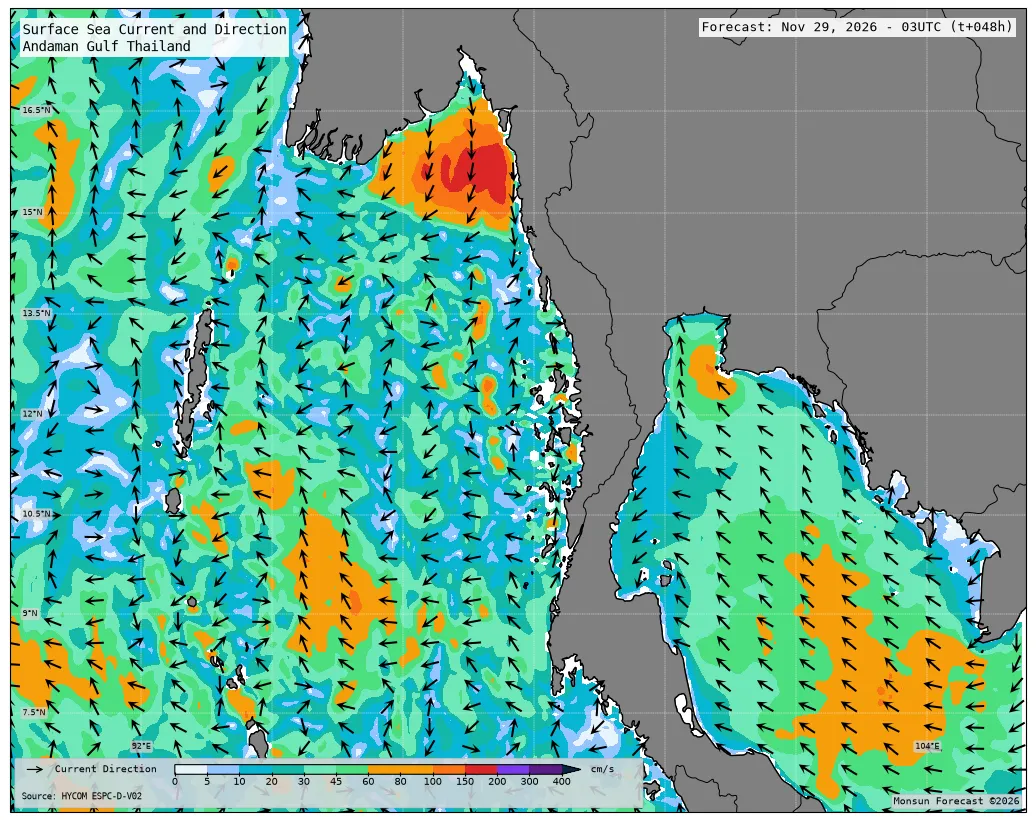 Surface Sea Current and Direction
Andaman Gulf Thailand
Forecast: Nov 29, 2026 - 03UTC (t+048h)
16.5°N
15°N
13.5°N
12°N
10.5°N
9°N
7.5°N
92°E
104°E
Current Direction
0 5 10 20 30 45 60 80 100 150 200 300 400
cm/s
Source: HYCOM ESPC-D-V02
Monsun Forecast ©2026